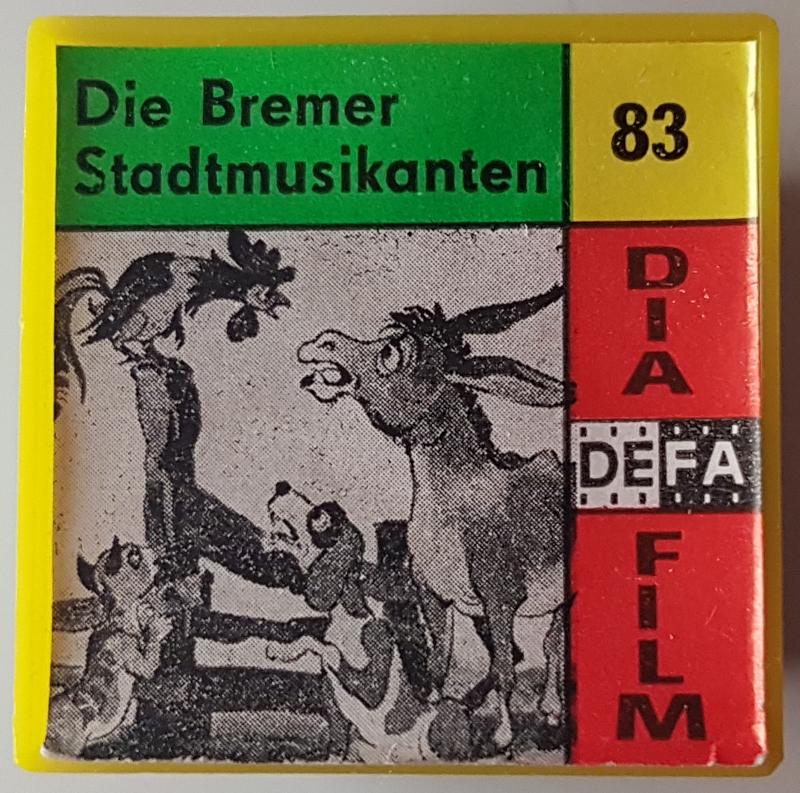 Die Bremer
Stadtmusikanten
83
DIA
DEFA
FILM